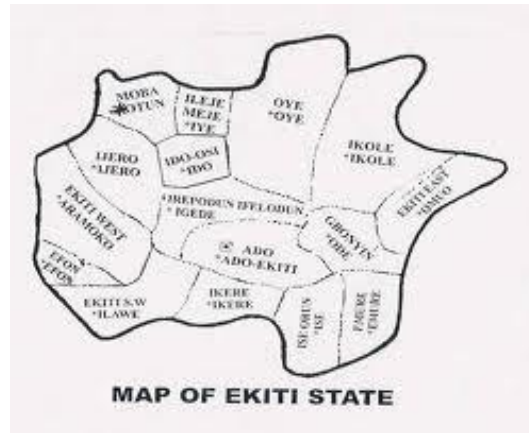 MOBA
OTUN
ILEJE
MEJE
*IYE
OYE
*OYE
IKOLE
*IKOLE
IJERO
*IJERO
IDO-OSI
*IDO
EKITI EAST
*OMUO
EKITI WEST
*ARAMOKO
IREPODUN IFELODUN
*IGEDE
GBONYIN
*ODE
ADO
*ADO-EKITI
EFON
*EFON
EKITI S.W
*ILAWE
IKERE
*IKERE
ISE ORUN
*ISE
EMURE
*EMURE
MAP OF EKITI STATE